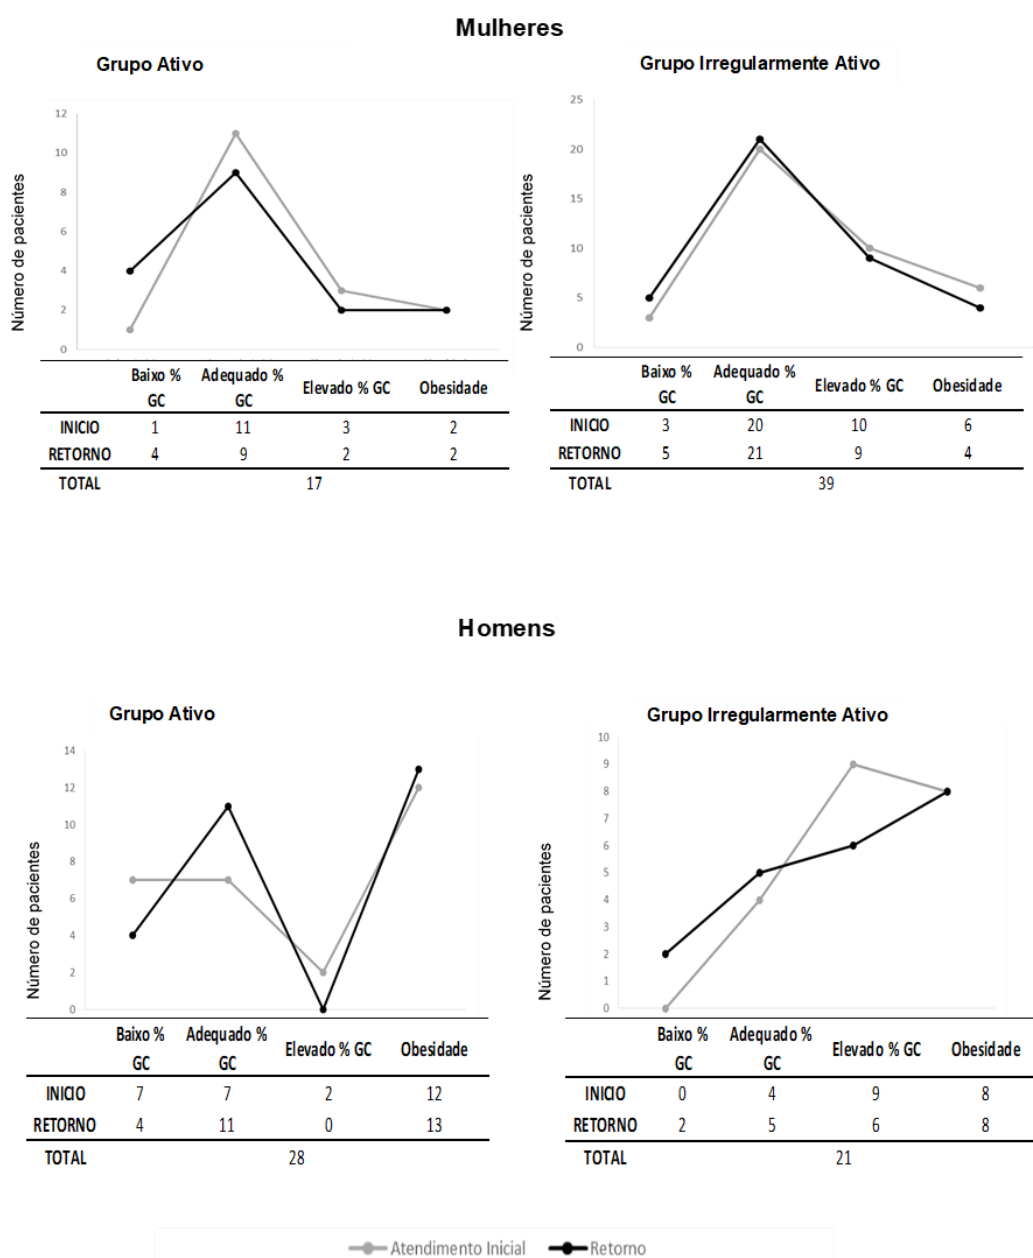 Mulheres
Grupo Ativo
Número de pacientes
12
10
8
6
4
2
0
Baixo % GC Adequado % GC Elevado % GC Obesidade
INICIO 1 11 3 2
RETORNO 4 9 2 2
TOTAL 17
Grupo Irregularmente Ativo
Número de pacientes
25
20
15
10
5
0
Baixo % GC Adequado % GC Elevado % GC Obesidade
INICIO 3 20 10 6
RETORNO 5 21 9 4
TOTAL 39
Homens
Grupo Ativo
Número de pacientes
14
12
10
8
6
4
2
0
Baixo % GC Adequado % GC Elevado % GC Obesidade
INICIO 7 7 2 12
RETORNO 4 11 0 13
TOTAL 28
Grupo Irregularmente Ativo
Número de pacientes
10
9
8
7
6
5
4
3
2
1
0
Baixo % GC Adequado % GC Elevado % GC Obesidade
INICIO 0 4 9 8
RETORNO 2 5 6 8
TOTAL 21
Atendimento Inicial Retorno